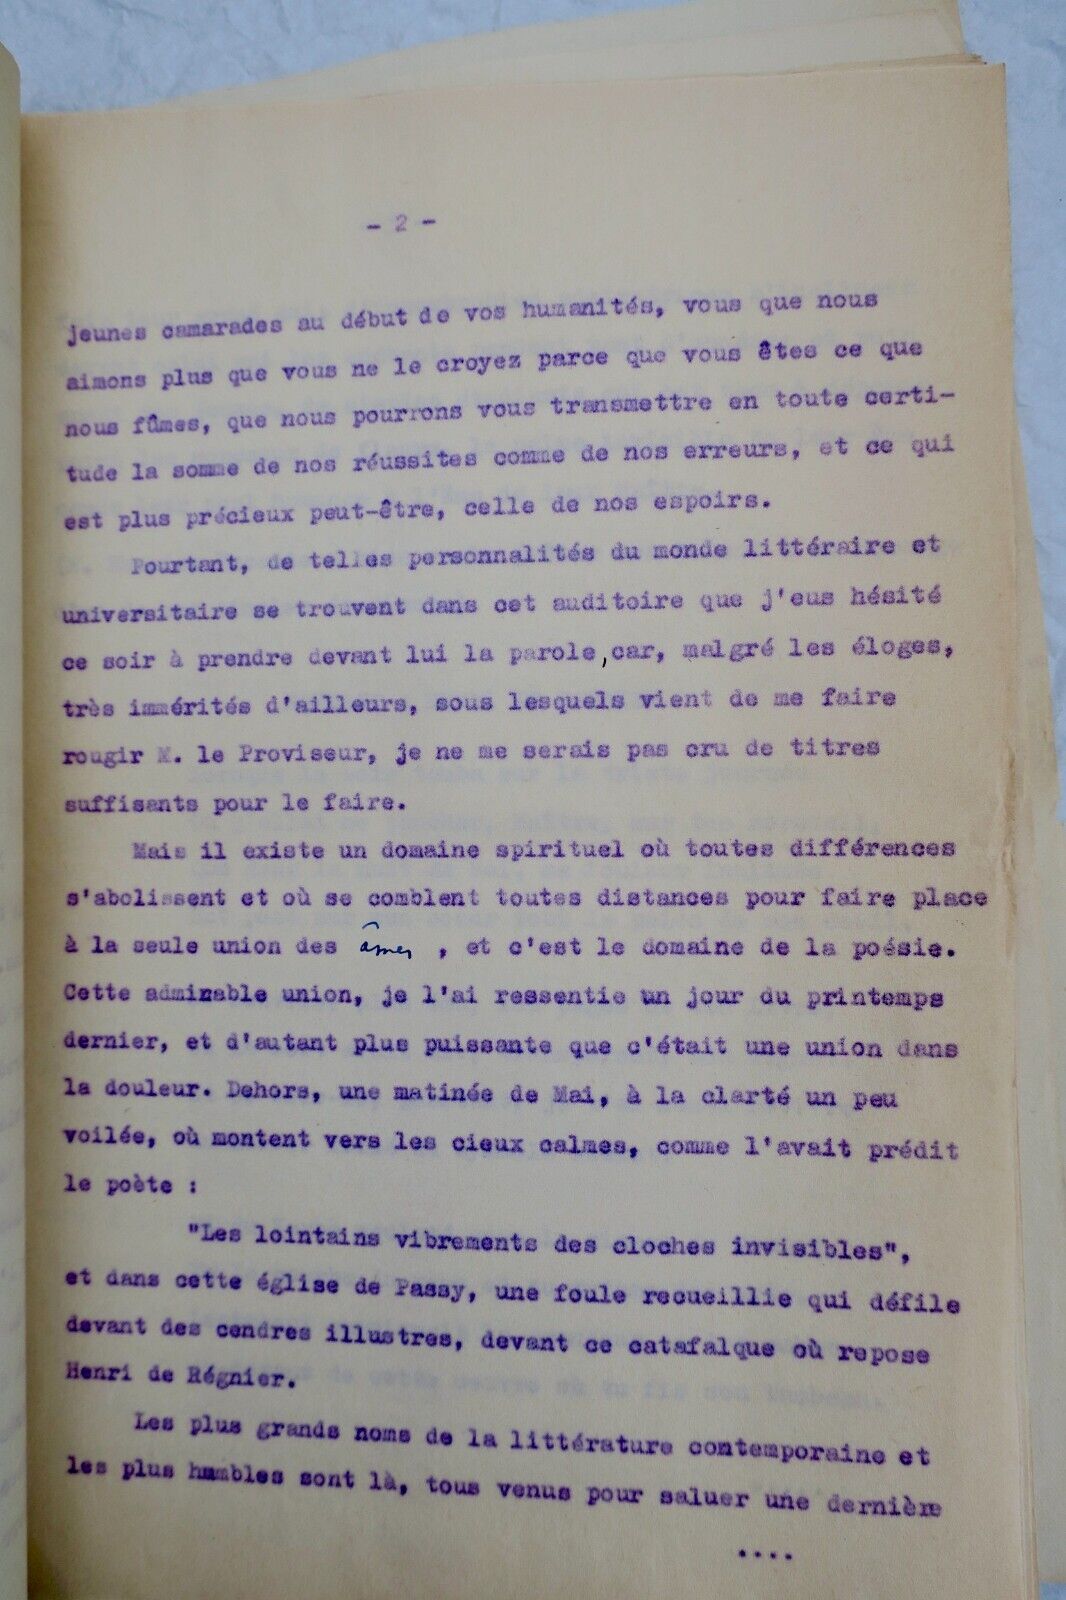 - 2 -
jeunes camarades au début de vos humanités, vous que nous
aimons plus que vous ne le croyez parce que vous êtes ce que
nous fûmes, que nous pourrons vous transmettre en toute certi-
tude la somme de nos réussites comme de nos erreurs, et ce qui
est plus précieux peut-être, celle de nos espoirs.
Pourtant, de telles personnalités du monde littéraire et
universitaire se trouvent dans cet auditoire que j'eus hésité
ce soir à prendre devant lui la parole, car, malgré les éloges,
très immérités d'ailleurs, sous lesquels vient de me faire
rougir M. le Proviseur, je ne me serais pas cru de titres
suffisants pour le faire.
Mais il existe un domaine spirituel où toutes différences
s'abolissent et où se comblent toutes distances pour faire place
à la seule union des âmes , et c'est le domaine de la poésie.
Cette admirable union, je l'ai ressentie un jour du printemps
dernier, et d'autant plus puissante que c'était une union dans
la douleur. Dehors, une matinée de Mai, à la clarté un peu
voilée, où montent vers les cieux calmes, comme l'avait prédit
le poète :
"Les lointains vibrements des cloches invisibles",
et dans cette église de Passy, une foule recueillie qui défile
devant des cendres illustres, devant ce catafalque où repose
Henri de Régnier.
Les plus grands noms de la littérature contemporaine et
les plus humbles sont là, tous venus pour saluer une dernière
....